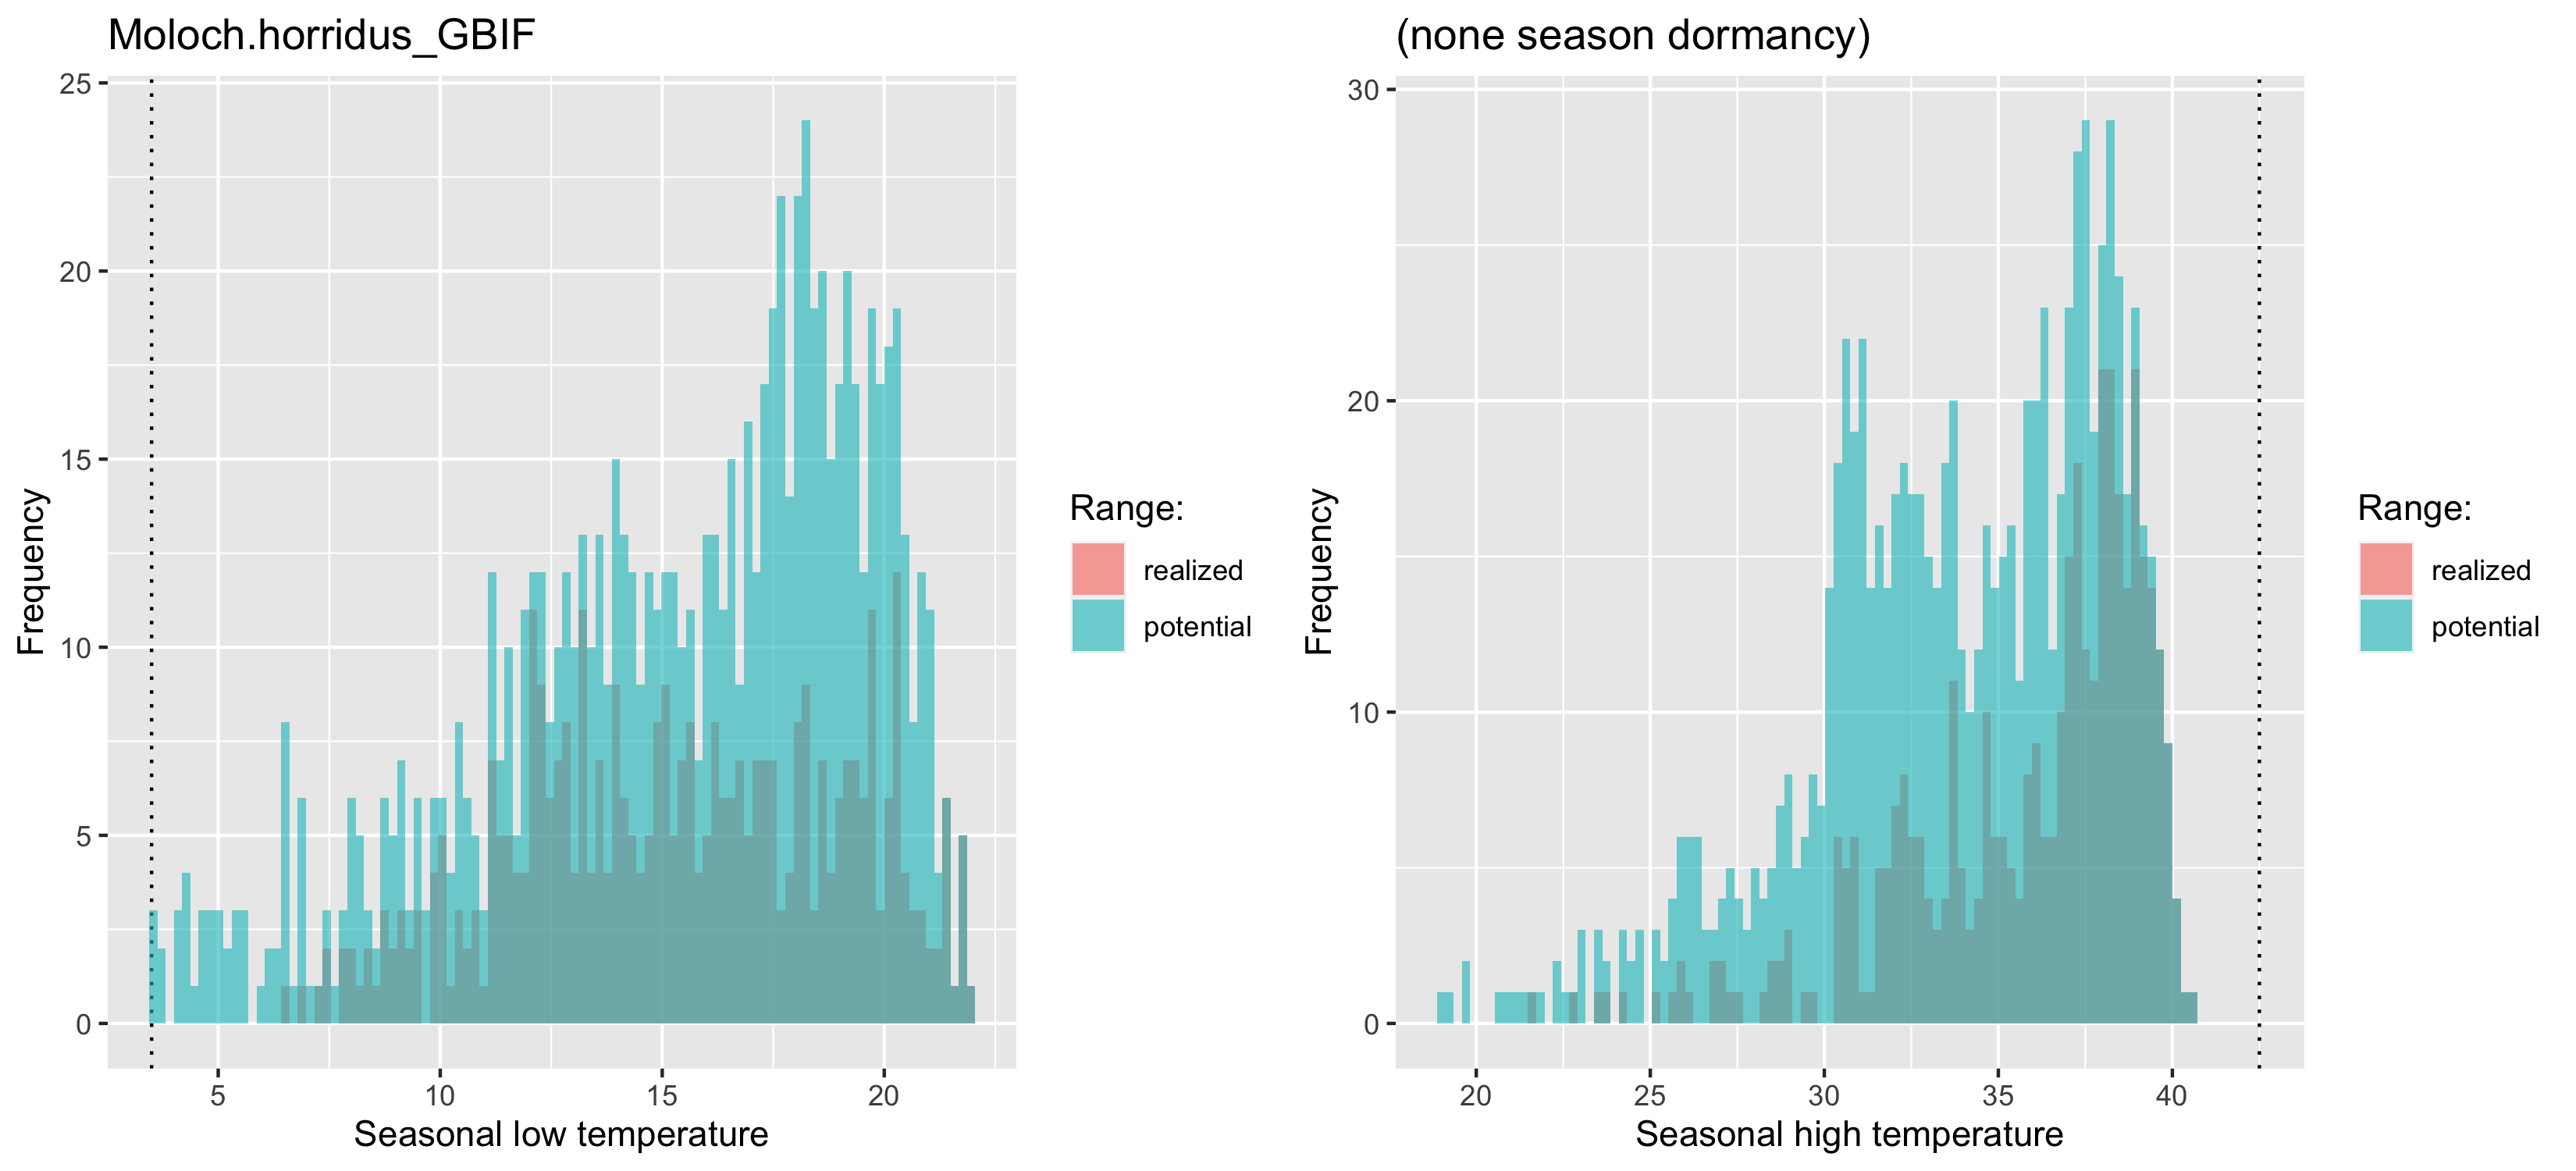 Moloch.horridus_GBIF
25
20
15
10
5
0
Frequency
5 10 15 20
Seasonal low temperature
Range:
realized
potential
(none season dormancy)
30
20
10
0
Frequency
20 25 30 35 40
Seasonal high temperature
Range:
realized
potential